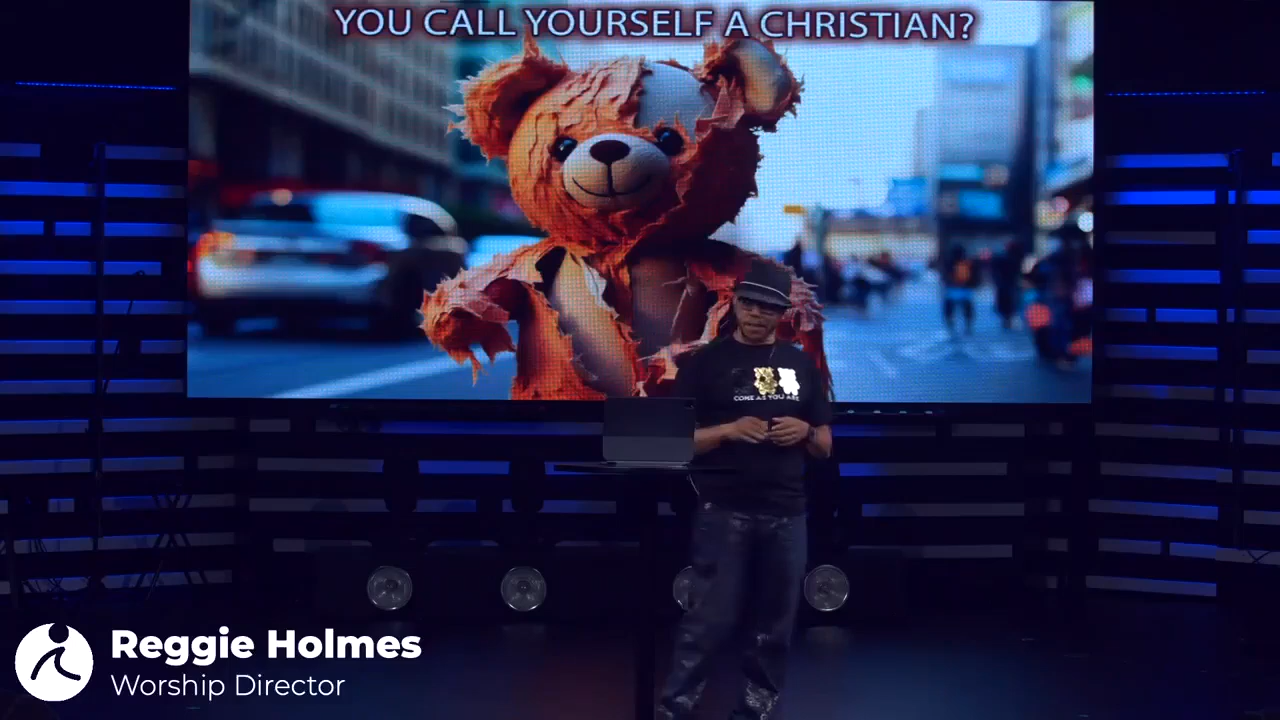 YOU CALL YOURSELF A CHRISTIAN?
COME AS YOU ARE
Reggie Holmes
Worship Director